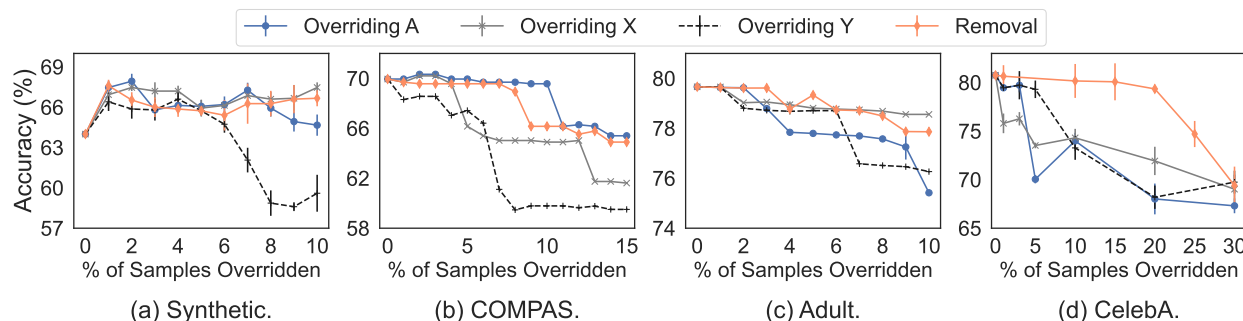 Overriding A Overriding X Overriding Y Removal
Accuracy (%)
69
66
63
60
57
0 2 4 6 8 10
% of Samples Overridden
(a) Synthetic.
70
66
62
58
0 5 10 15
% of Samples Overridden
(b) COMPAS.
80
78
76
74
0 2 4 6 8 10
% of Samples Overridden
(c) Adult.
80
75
70
65
0 5 10 15 20 25 30
% of Samples Overridden
(d) CelebA.